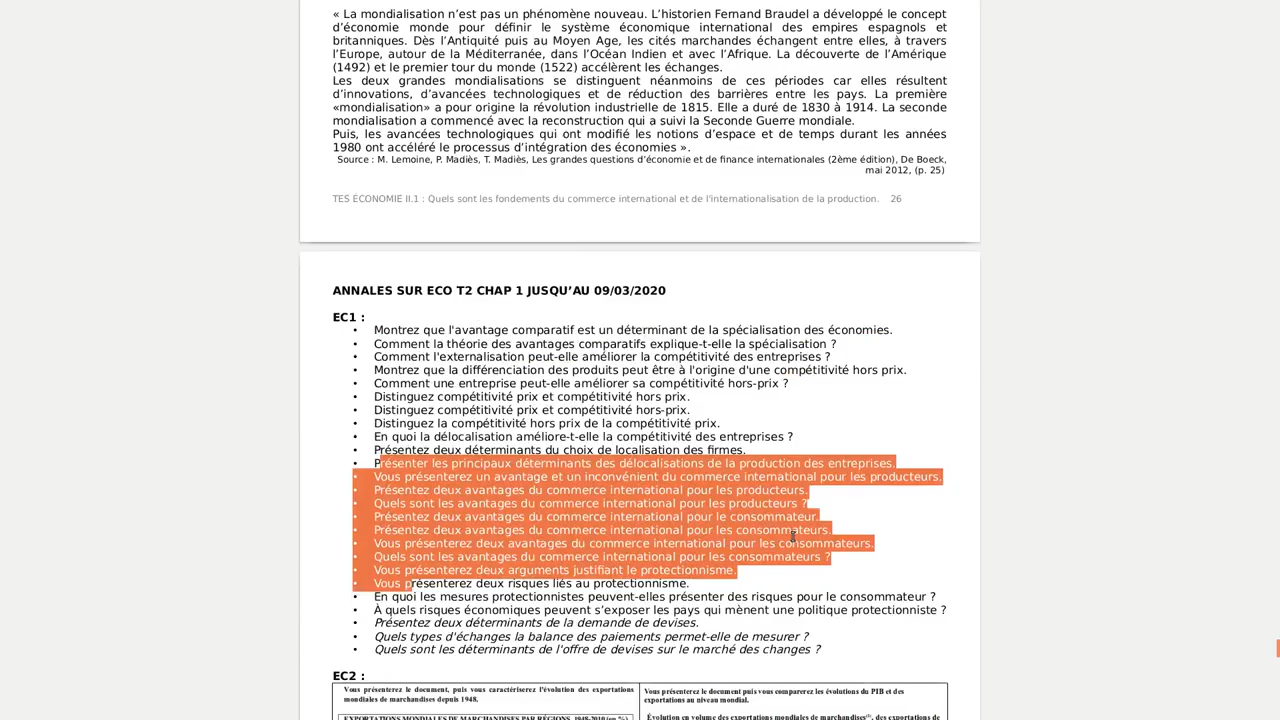 « La mondialisation n’est pas un phénomène nouveau. L’historien Fernand Braudel a développé le concept
d’économie monde pour définir le système économique international des empires espagnols et
britanniques. Dès l’Antiquité puis au Moyen Age, les cités marchandes échangent entre elles, à travers
l’Europe, autour de la Méditerranée, dans l’Océan Indien et avec l’Afrique. La découverte de l’Amérique
(1492) et le premier tour du monde (1522) accélèrent les échanges.
Les deux grandes mondialisations se distinguent néanmoins de ces périodes car elles résultent
d’innovations, d’avancées technologiques et de réduction des barrières entre les pays. La première
«mondialisation» a pour origine la révolution industrielle de 1815. Elle a duré de 1830 à 1914. La seconde
mondialisation a commencé avec la reconstruction qui a suivi la Seconde Guerre mondiale.
Puis, les avancées technologiques qui ont modifié les notions d’espace et de temps durant les années
1980 ont accéléré le processus d’intégration des économies ».
Source : M. Lemoine, P. Madiès, T. Madiès, Les grandes questions d’économie et de finance internationales (2ème édition), De Boeck,
mai 2012, (p. 25)
TES ÉCONOMIE II.1 : Quels sont les fondements du commerce international et de l'internationalisation de la production. 26
ANNALES SUR ECO T2 CHAP 1 JUSQU’AU 09/03/2020
EC1 :
• Montrez que l'avantage comparatif est un déterminant de la spécialisation des économies.
• Comment la théorie des avantages comparatifs explique-t-elle la spécialisation ?
• Comment l'externalisation peut-elle améliorer la compétitivité des entreprises ?
• Montrez que la différenciation des produits peut être à l'origine d'une compétitivité hors prix.
• Comment une entreprise peut-elle améliorer sa compétitivité hors-prix ?
• Distinguez compétitivité prix et compétitivité hors prix.
• Distinguez compétitivité prix et compétitivité hors-prix.
• Distinguez la compétitivité hors prix de la compétitivité prix.
• En quoi la délocalisation améliore-t-elle la compétitivité des entreprises ?
• Présentez deux déterminants du choix de localisation des firmes.
• Présenter les principaux déterminants des délocalisations de la production des entreprises.
• Vous présenterez un avantage et un inconvénient du commerce international pour les producteurs.
• Présentez deux avantages du commerce international pour les producteurs.
• Quels sont les avantages du commerce international pour les producteurs ?
• Présentez deux avantages du commerce international pour le consommateur.
• Présentez deux avantages du commerce international pour les consommateurs.
• Vous présenterez deux avantages du commerce international pour les consommateurs.
• Quels sont les avantages du commerce international pour les consommateurs ?
• Vous présenterez deux arguments justifiant le protectionnisme.
• Vous présenterez deux risques liés au protectionnisme.
• En quoi les mesures protectionnistes peuvent-elles présenter des risques pour le consommateur ?
• À quels risques économiques peuvent s’exposer les pays qui mènent une politique protectionniste ?
• Présentez deux déterminants de la demande de devises.
• Quels types d'échanges la balance des paiements permet-elle de mesurer ?
• Quels sont les déterminants de l'offre de devises sur le marché des changes ?
EC2 :
Vous présenterez le document, puis vous caractériserez l'évolution des exportations
mondiales de marchandises depuis 1948.
EXPORTATIONS MONDIALES DE MARCHANDISES PAR RÉGIONS, 1948-2010 (en %)
Vous présenterez le document puis vous comparerez les évolutions du PIB et des
exportations au niveau mondial.
Évolution en volume des exportations mondiales de marchandises(1), des exportations de